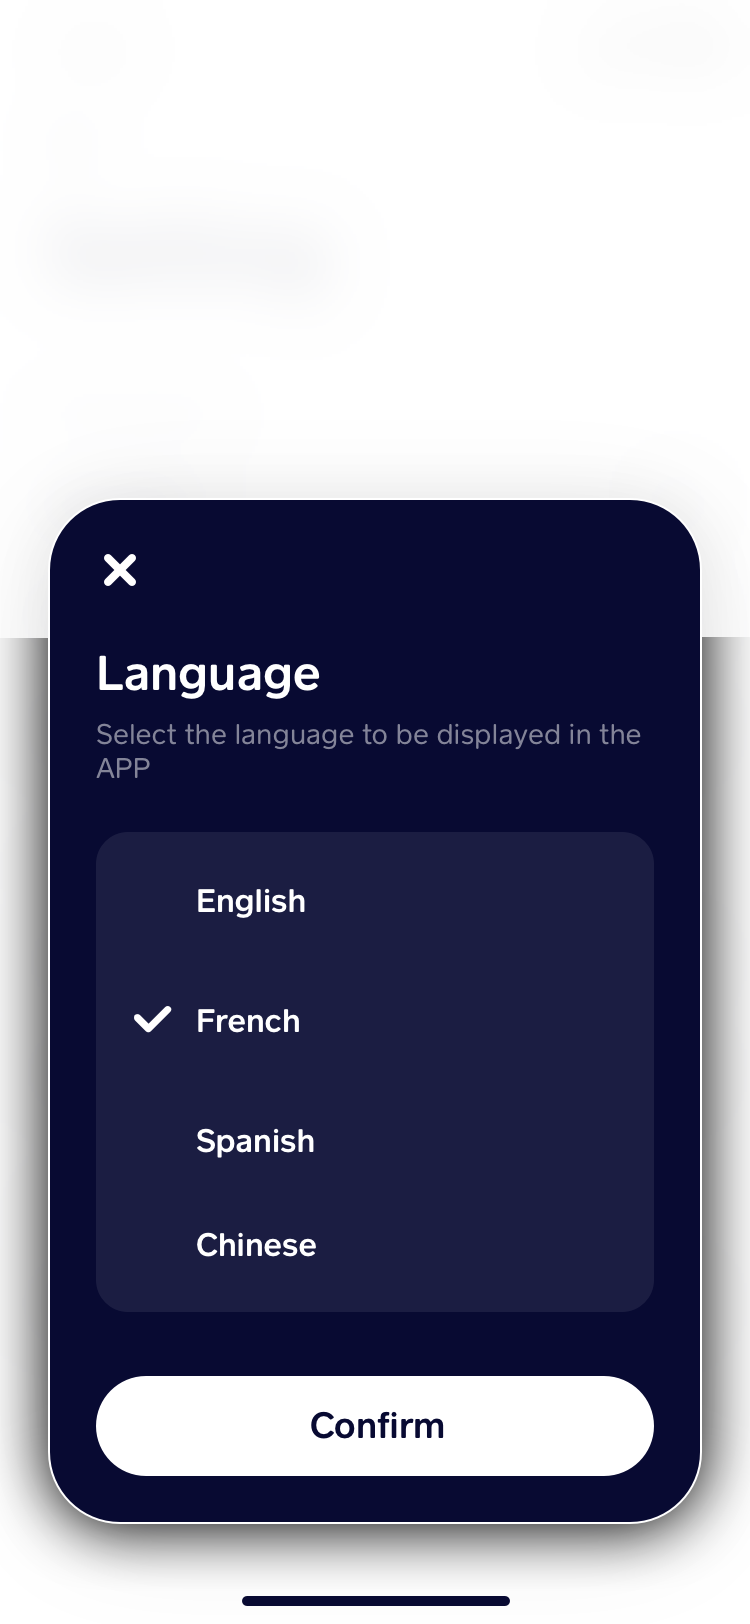 Language
Select the language to be displayed in the
APP
English
French
Spanish
Chinese
Confirm